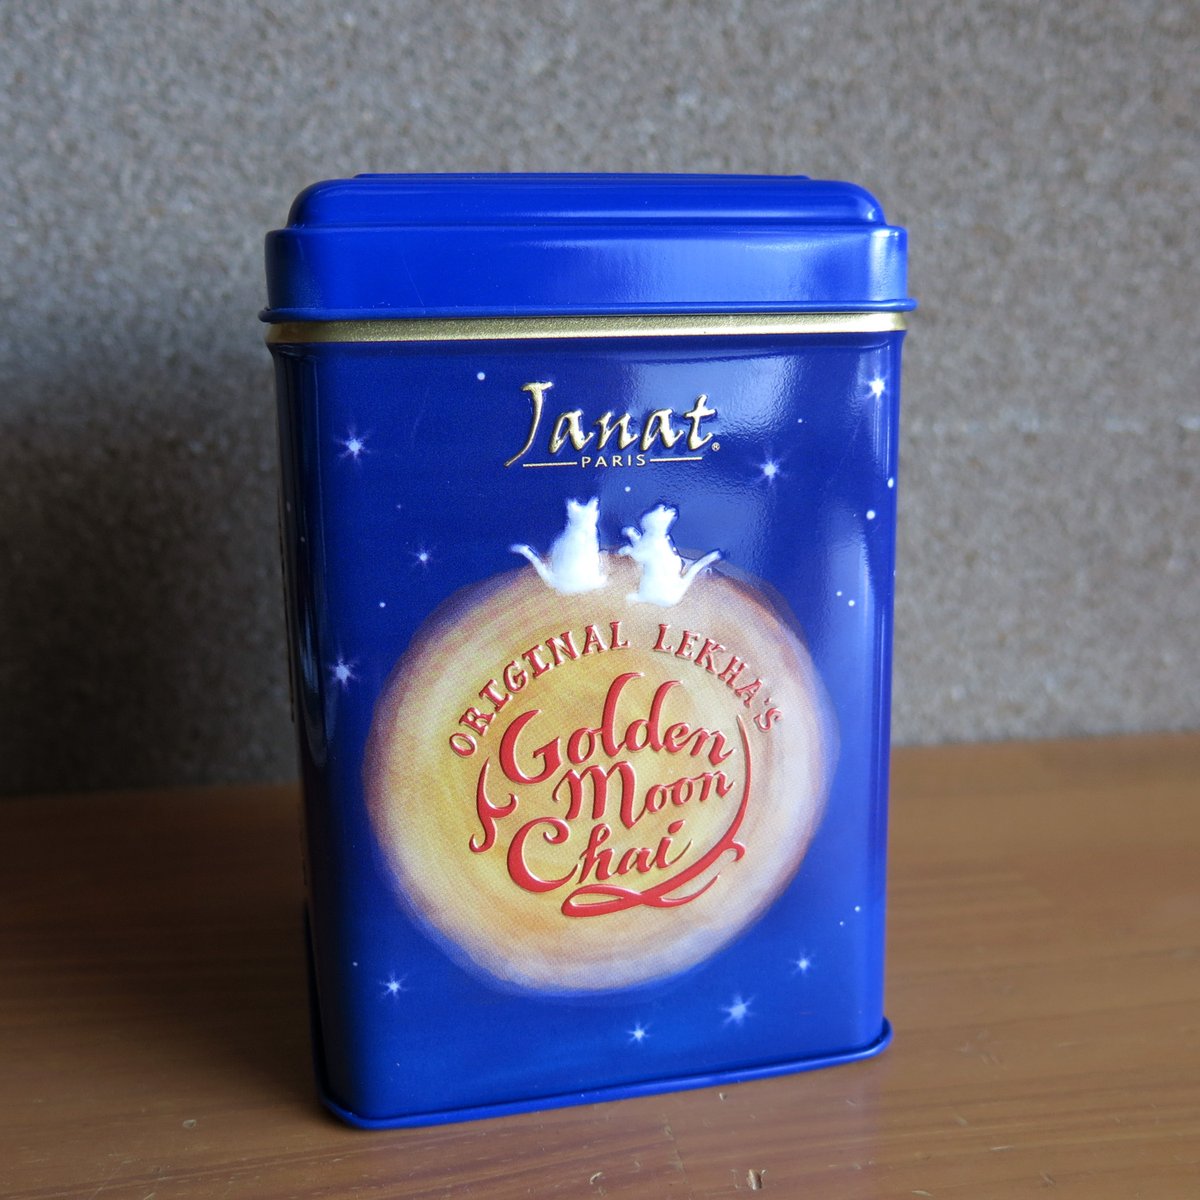 Janat®
PARIS
ORIGINAL LEKHA'S
Golden
Moon
Chai